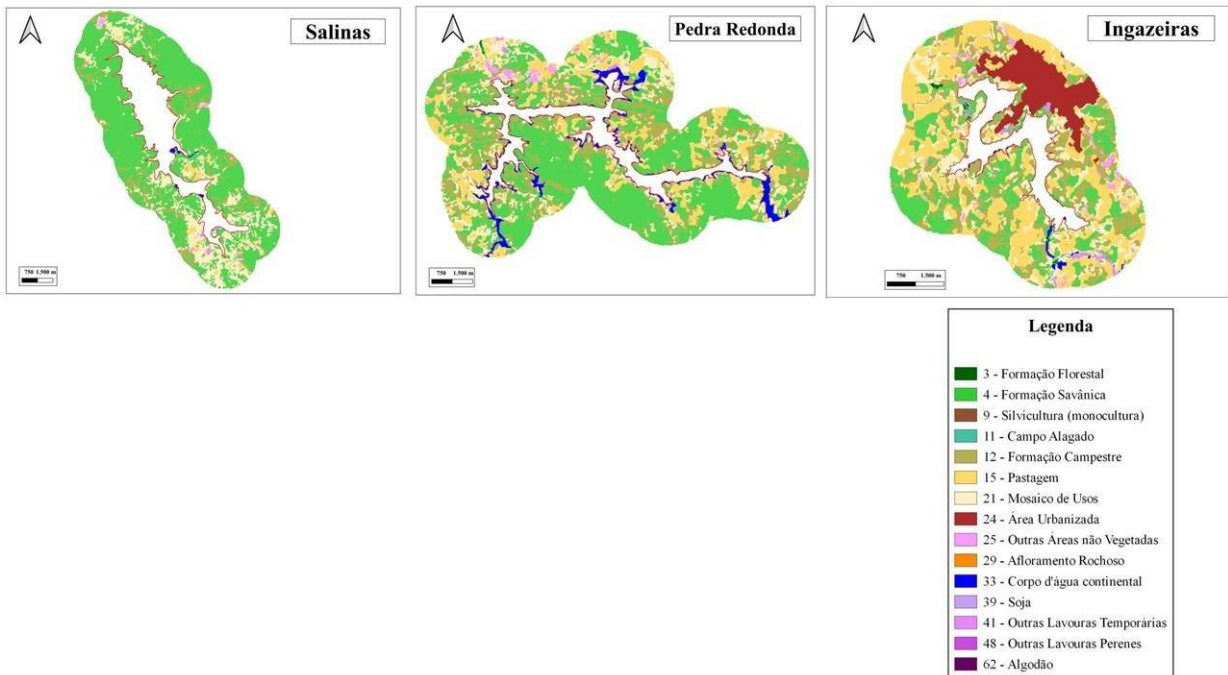 Salinas
750 1.500 m
Pedra Redonda
750 1.500 m
Ingazeiras
750 1.500 m
Legenda
3 - Formação Florestal
4 - Formação Savânica
9 - Silvicultura (monocultura)
11 - Campo Alagado
12 - Formação Campestre
15 - Pastagem
21 - Mosaico de Usos
24 - Área Urbanizada
25 - Outras Áreas não Vegetadas
29 - Afloramento Rochoso
33 - Corpo d'água continental
39 - Soja
41 - Outras Lavouras Temporárias
48 - Outras Lavouras Perenes
62 - Algodão